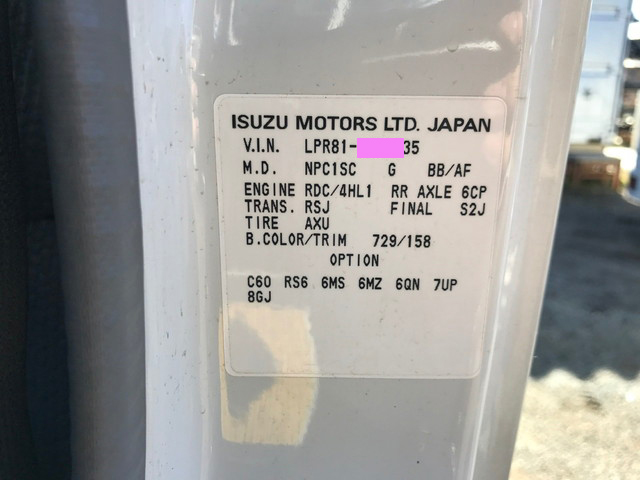 ISUZU MOTORS LTD. JAPAN
V.I.N. LPR81- 35
M.D. NPC1SC G BB/AF
ENGINE RDC/4HL1 RR AXLE 6CP
TRANS. RSJ FINAL S2J
TIRE AXU
B.COLOR/TRIM 729/158
OPTION
C60 RS6 6MS 6MZ 6QN 7UP
8GJ